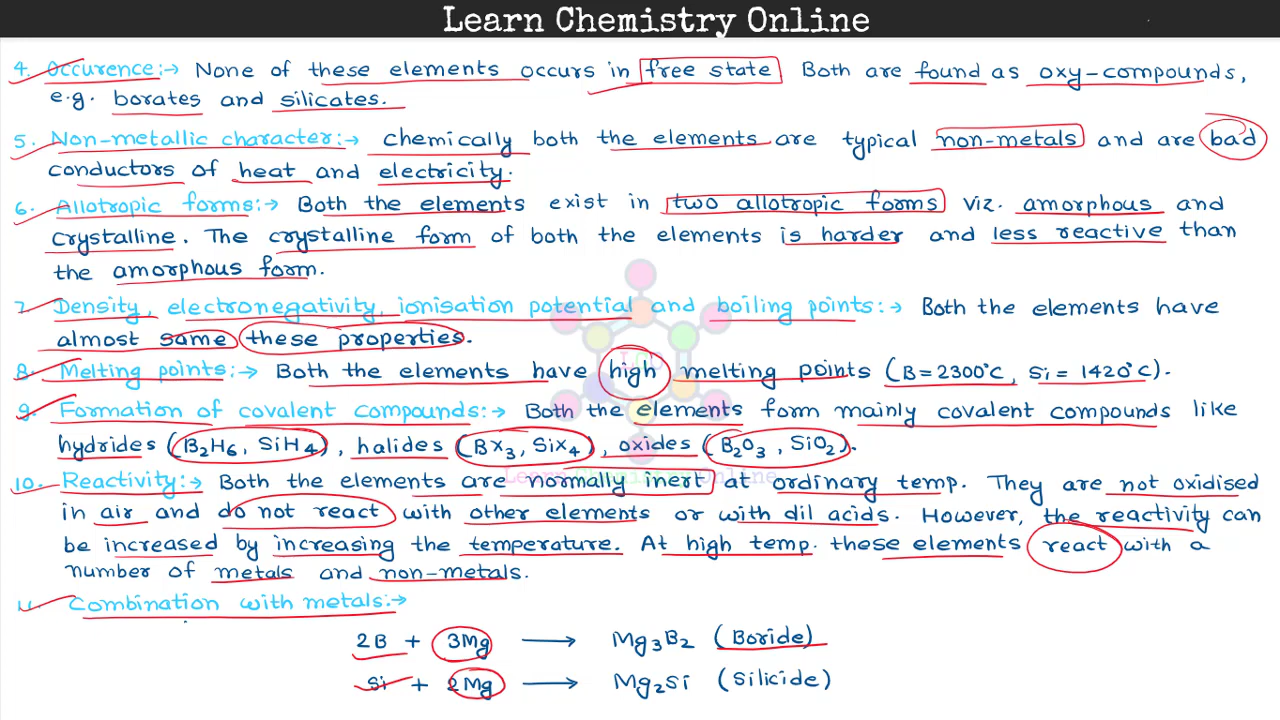 Learn Chemistry Online
4. Occurence:→ None of these elements occurs in free state Both are found as oxy-compounds,
e.g. borates and silicates.
5. Non-metallic character:→ chemically both the elements are typical non-metals and are bad
conductors of heat and electricity.
6. Allotropic forms:→ Both the elements exist in two allotropic forms viz. amorphous and
crystalline. The crystalline form of both the elements is harder and less reactive than
the amorphous form.
7. Density, electronegativity, ionisation potential and boiling points:→ Both the elements have
almost same these properties.
8. Melting points:→ Both the elements have high melting points (B=2300°C, Si=1420°C).
9. Formation of covalent compounds:→ Both the elements form mainly covalent compounds like
hydrides (B₂H₆, SiH₄), halides (BX₃, SiX₄), oxides (B₂O₃, SiO₂).
Learn Chemistry Online
10. Reactivity:→ Both the elements are normally inert at ordinary temp. They are not oxidised
in air and do not react with other elements or with dil acids. However, the reactivity can
be increased by increasing the temperature. At high temp. these elements react with a
number of metals and non-metals.
11. Combination with metals:→
2B + 3Mg → Mg₃B₂ (Boride)
Si + 2Mg → Mg₂Si (Silicide)